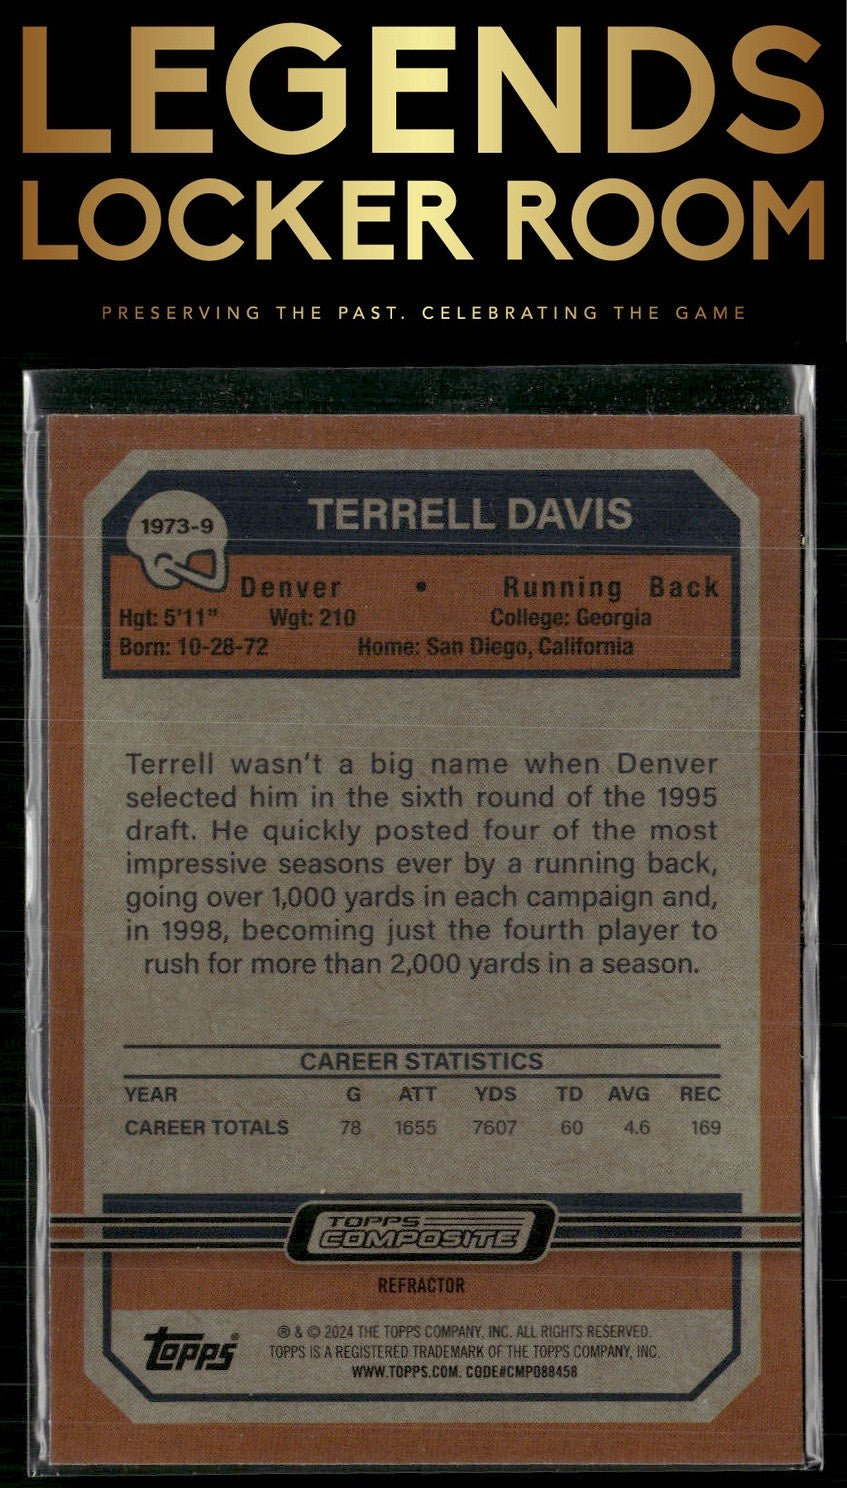 LEGENDS
LOCKER ROOM
PRESERVING THE PAST. CELEBRATING THE GAME
1973-9
TERRELL DAVIS
Denver • Running Back
Hgt: 5'11" Wgt: 210 College: Georgia
Born: 10-28-72 Home: San Diego, California
Terrell wasn't a big name when Denver
selected him in the sixth round of the 1995
draft. He quickly posted four of the most
impressive seasons ever by a running back,
going over 1,000 yards in each campaign and,
in 1998, becoming just the fourth player to
rush for more than 2,000 yards in a season.
CAREER STATISTICS
YEAR G ATT YDS TD AVG REC
CAREER TOTALS 78 1655 7607 60 4.6 169
TOPPS
COMPOSITE
REFRACTOR
Topps®
® & © 2024 THE TOPPS COMPANY, INC. ALL RIGHTS RESERVED.
TOPPS IS A REGISTERED TRADEMARK OF THE TOPPS COMPANY, INC.
WWW.TOPPS.COM. CODE#CMP088458